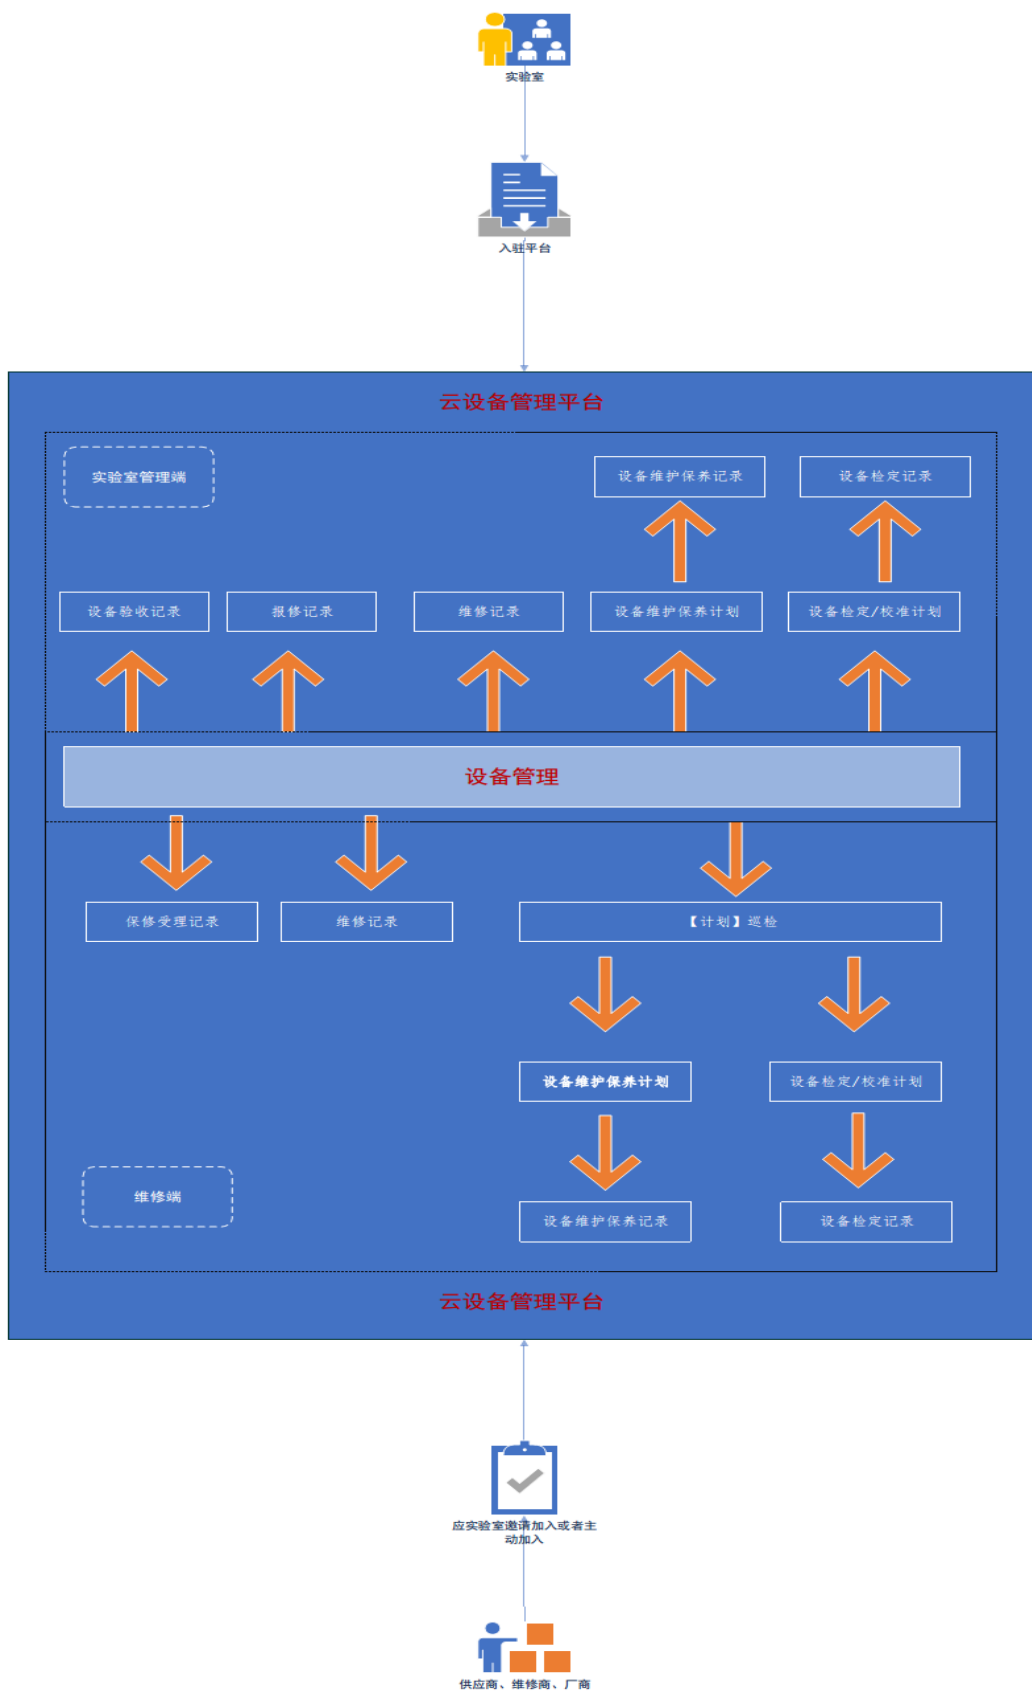 实验室
入驻平台
云设备管理平台
实验室管理端
设备维护保养记录
设备检定记录
设备验收记录
报修记录
维修记录
设备维护保养计划
设备检定/校准计划
设备管理
保修受理记录
维修记录
【计划】巡检
设备维护保养计划
设备检定/校准计划
维修端
设备维护保养记录
设备检定记录
云设备管理平台
应实验室邀请加入或者主
动加入
供应商、维修商、厂商